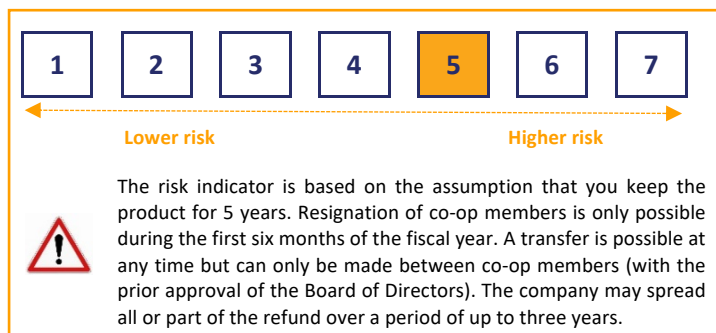 1 2 3 4 5 6 7
Lower risk Higher risk
The risk indicator is based on the assumption that you keep the
product for 5 years. Resignation of co-op members is only possible
during the first six months of the fiscal year. A transfer is possible at
any time but can only be made between co-op members (with the
prior approval of the Board of Directors). The company may spread
all or part of the refund over a period of up to three years.